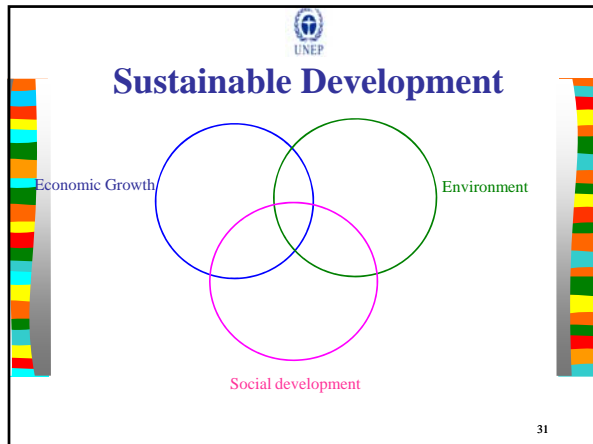 UNEP
Sustainable Development
Economic Growth
Environment
Social development
31